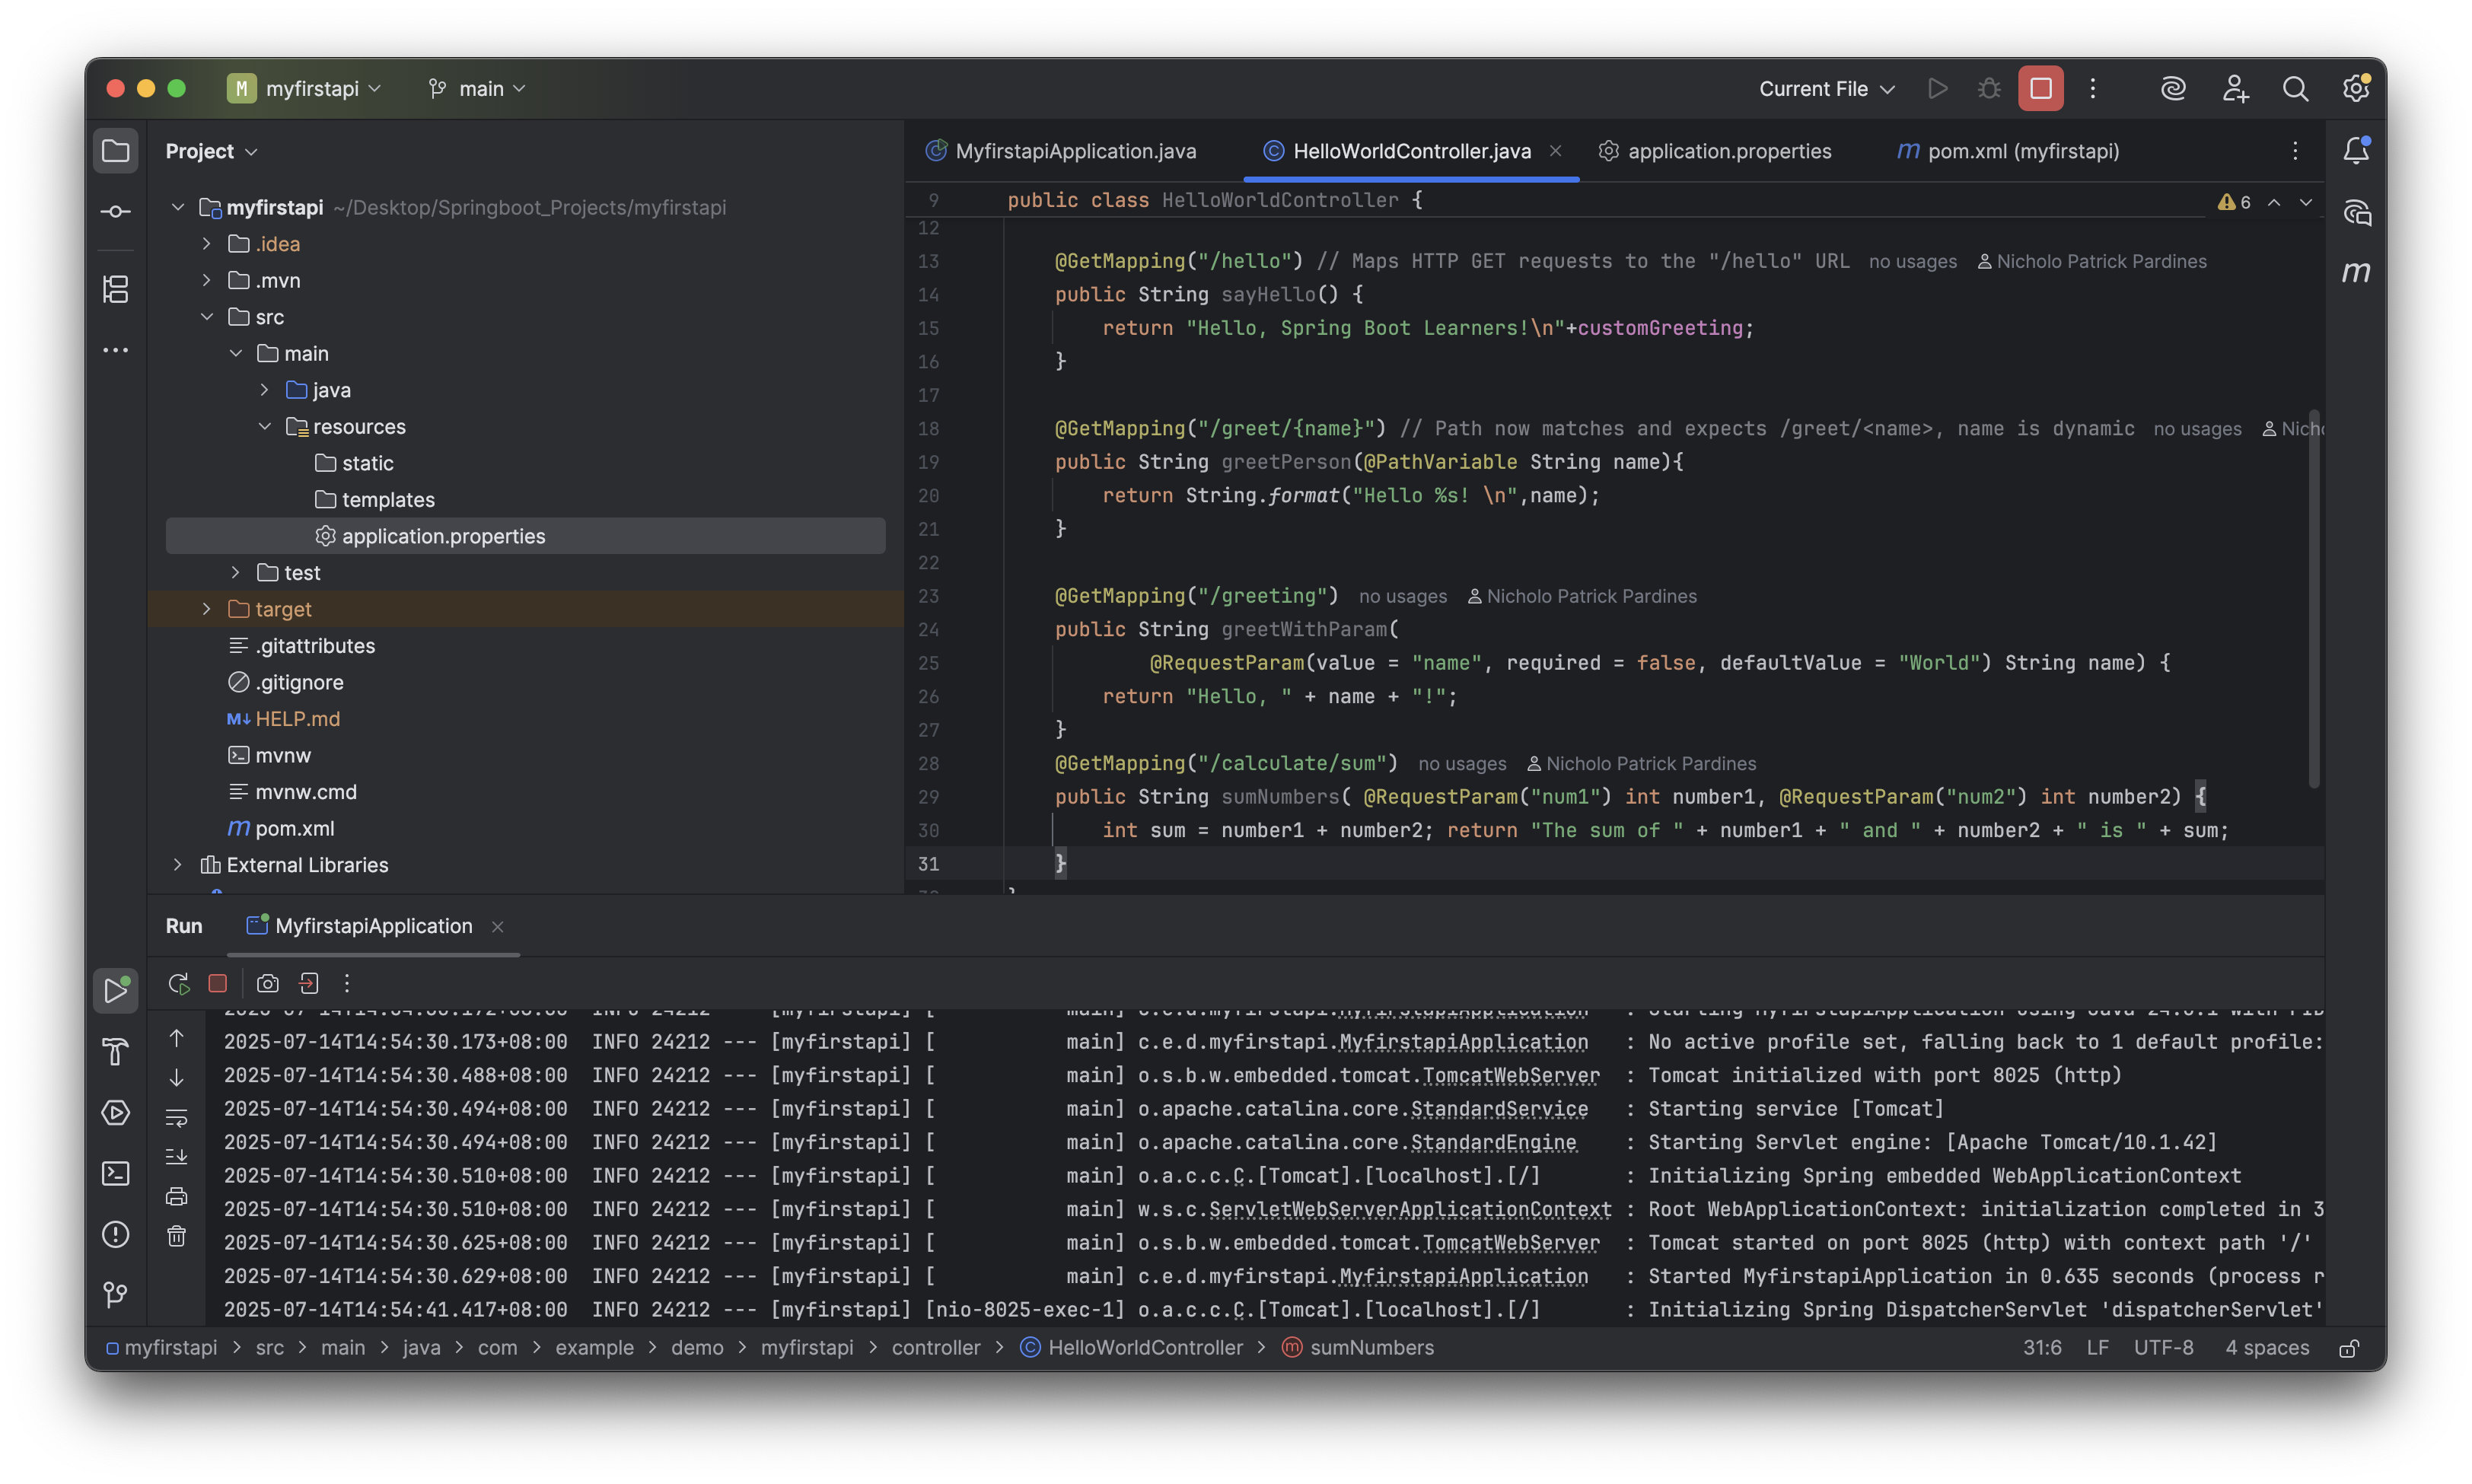 M myfirstapi main
Current File
Project
myfirstapi ~/Desktop/Springboot_Projects/myfirstapi
.idea
.mvn
src
main
java
resources
static
templates
application.properties
test
target
.gitattributes
.gitignore
M↓ HELP.md
mvnw
mvnw.cmd
m pom.xml
External Libraries
MyfirstapiApplication.java
HelloWorldController.java
application.properties
m pom.xml (myfirstapi)
9 public class HelloWorldController {
6
12
13 @GetMapping("/hello") // Maps HTTP GET requests to the "/hello" URL no usages Nicholo Patrick Pardines
14 public String sayHello() {
15 return "Hello, Spring Boot Learners!\n"+customGreeting;
16 }
17
18 @GetMapping("/greet/{name}") // Path now matches and expects /greet/<name>, name is dynamic no usages
19 public String greetPerson(@PathVariable String name){
20 return String.format("Hello %s! \n",name);
21 }
22
23 @GetMapping("/greeting") no usages Nicholo Patrick Pardines
24 public String greetWithParam(
25 @RequestParam(value = "name", required = false, defaultValue = "World") String name) {
26 return "Hello, " + name + "!";
27 }
28 @GetMapping("/calculate/sum") no usages Nicholo Patrick Pardines
29 public String sumNumbers( @RequestParam("num1") int number1, @RequestParam("num2") int number2) {
30 int sum = number1 + number2; return "The sum of " + number1 + " and " + number2 + " is " + sum;
31 }
m
Run
MyfirstapiApplication
2025-07-14T14:54:30.173+08:00 INFO 24212 --- [myfirstapi] [ main] c.e.d.myfirstapi.MyfirstapiApplication : No active profile set, falling back to 1 default profile:
2025-07-14T14:54:30.488+08:00 INFO 24212 --- [myfirstapi] [ main] o.s.b.w.embedded.tomcat.TomcatWebServer : Tomcat initialized with port 8025 (http)
2025-07-14T14:54:30.494+08:00 INFO 24212 --- [myfirstapi] [ main] o.apache.catalina.core.StandardService : Starting service [Tomcat]
2025-07-14T14:54:30.494+08:00 INFO 24212 --- [myfirstapi] [ main] o.apache.catalina.core.StandardEngine : Starting Servlet engine: [Apache Tomcat/10.1.42]
2025-07-14T14:54:30.510+08:00 INFO 24212 --- [myfirstapi] [ main] o.a.c.c.C.[Tomcat].[localhost].[/] : Initializing Spring embedded WebApplicationContext
2025-07-14T14:54:30.510+08:00 INFO 24212 --- [myfirstapi] [ main] w.s.c.ServletWebServerApplicationContext : Root WebApplicationContext: initialization completed in 3
2025-07-14T14:54:30.625+08:00 INFO 24212 --- [myfirstapi] [ main] o.s.b.w.embedded.tomcat.TomcatWebServer : Tomcat started on port 8025 (http) with context path '/'
2025-07-14T14:54:30.629+08:00 INFO 24212 --- [myfirstapi] [ main] c.e.d.myfirstapi.MyfirstapiApplication : Started MyfirstapiApplication in 0.635 seconds (process r
2025-07-14T14:54:41.417+08:00 INFO 24212 --- [myfirstapi] [nio-8025-exec-1] o.a.c.c.C.[Tomcat].[localhost].[/] : Initializing Spring DispatcherServlet 'dispatcherServlet'
myfirstapi > src > main > java > com > example > demo > myfirstapi > controller > HelloWorldController > sumNumbers
31:6 LF UTF-8 4 spaces